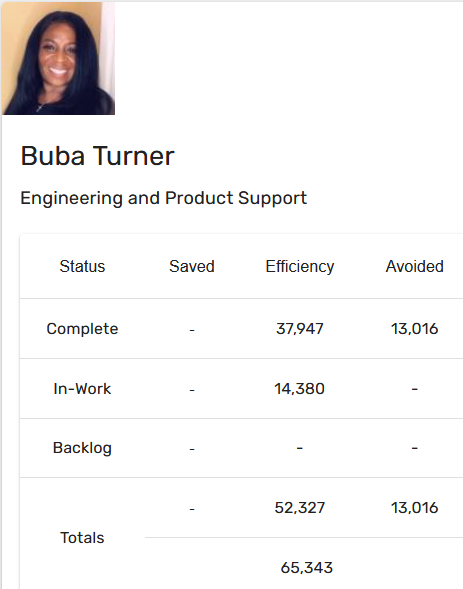 Buba Turner
Engineering and Product Support
Status Saved Efficiency Avoided
Complete - 37,947 13,016
In-Work - 14,380 -
Backlog - - -
Totals - 52,327 13,016
65,343